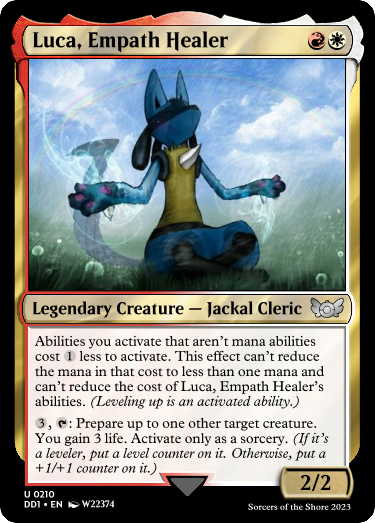 Luca, Empath Healer
Legendary Creature — Jackal Cleric
Abilities you activate that aren't mana abilities
cost 1 less to activate. This effect can't reduce
the mana in that cost to less than one mana and
can't reduce the cost of Luca, Empath Healer's
abilities. (Leveling up is an activated ability.)
3, : Prepare up to one other target creature.
You gain 3 life. Activate only as a sorcery. (If it's
a leveler, put a level counter on it. Otherwise, put a
+1/+1 counter on it.)
2/2
U 0210
DD1 • EN W22374
Sorcers of the Shore 2023